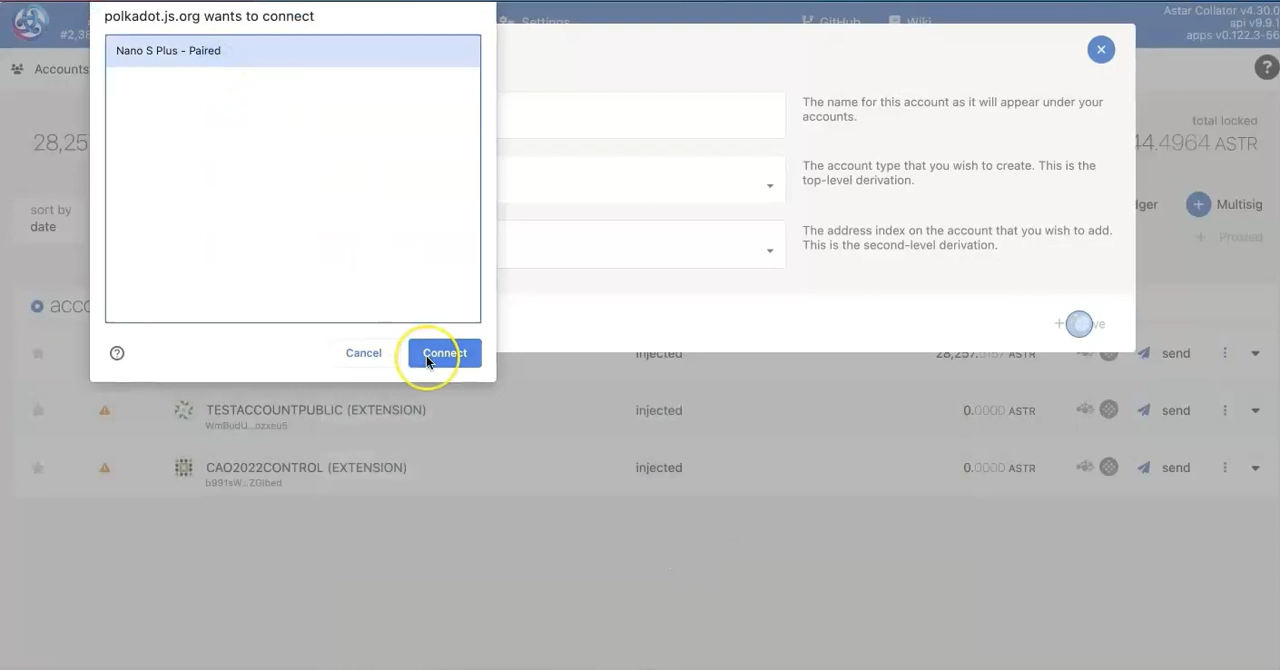 polkadot.js.org wants to connect
Nano S Plus - Paired
Cancel
Connect
Settings
GitHub
Wiki
Astar Collator v4.30.0
api v9.9.1
apps v0.122.3-56
Accounts
28,25
total locked
44.4964 ASTR
sort by
date
The name for this account as it will appear under your
accounts.
The account type that you wish to create. This is the
top-level derivation.
The address index on the account that you wish to add.
This is the second-level derivation.
Multisig
+ Proxied
acco
injected
ASTR
send
TESTACCOUNTPUBLIC (EXTENSION)
injected
0.0000 ASTR
send
CAO2022CONTROL (EXTENSION)
injected
0.0000 ASTR
send